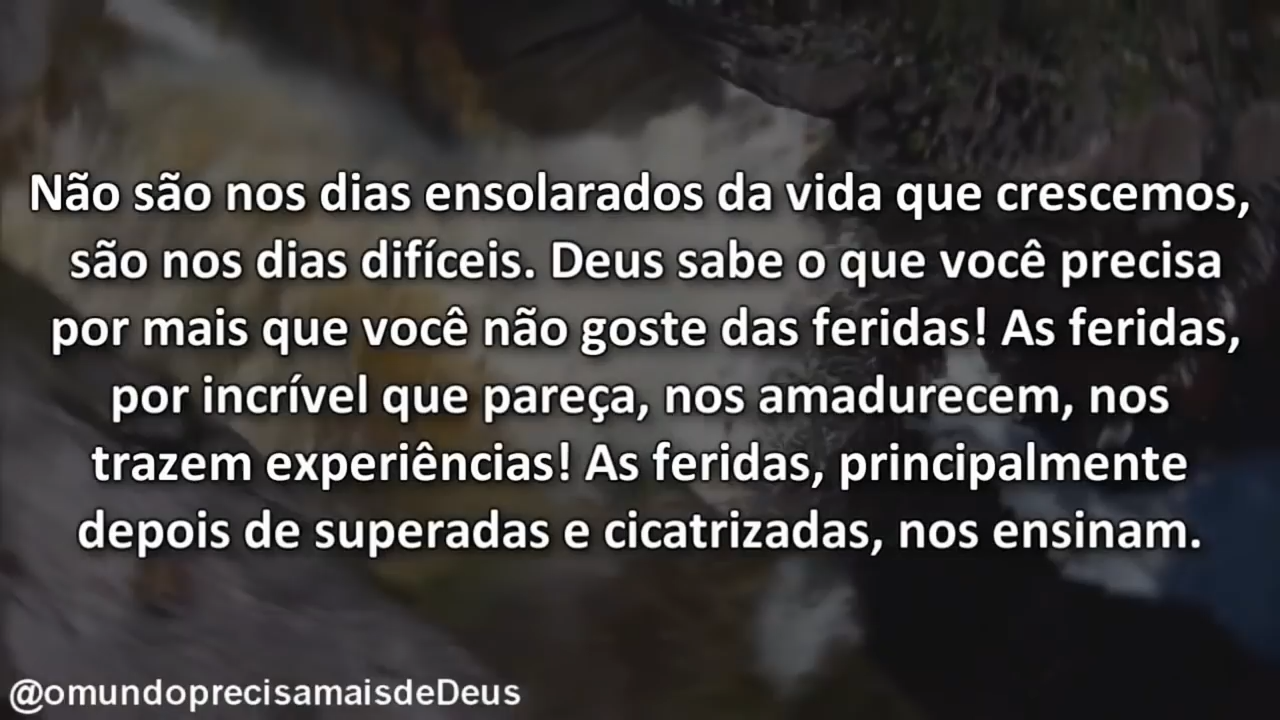 Não são nos dias ensolarados da vida que crescemos,
são nos dias difíceis. Deus sabe o que você precisa
por mais que você não goste das feridas! As feridas,
por incrível que pareça, nos amadurecem, nos
trazem experiências! As feridas, principalmente
depois de superadas e cicatrizadas, nos ensinam.
@omundoprecisamaisdeDeus